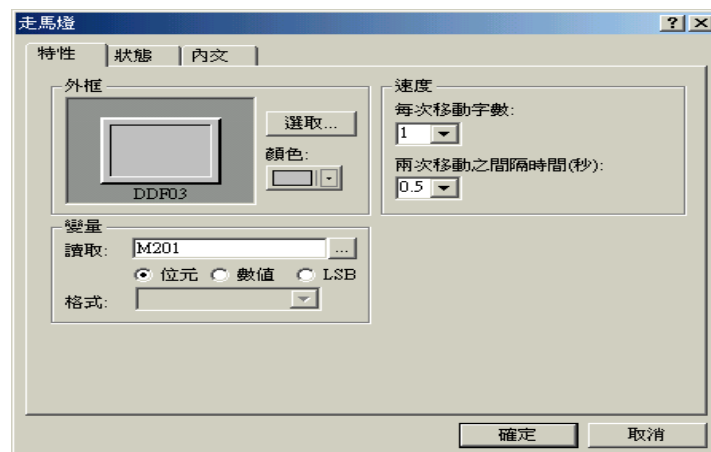 走馬燈
特性 狀態 內文
外框
選取...
顏色:
DDF03
速度
每次移動字數:
1
兩次移動之間隔時間(秒):
0.5
變量
讀取: M201 ...
位元 數值 LSB
格式:
確定 取消